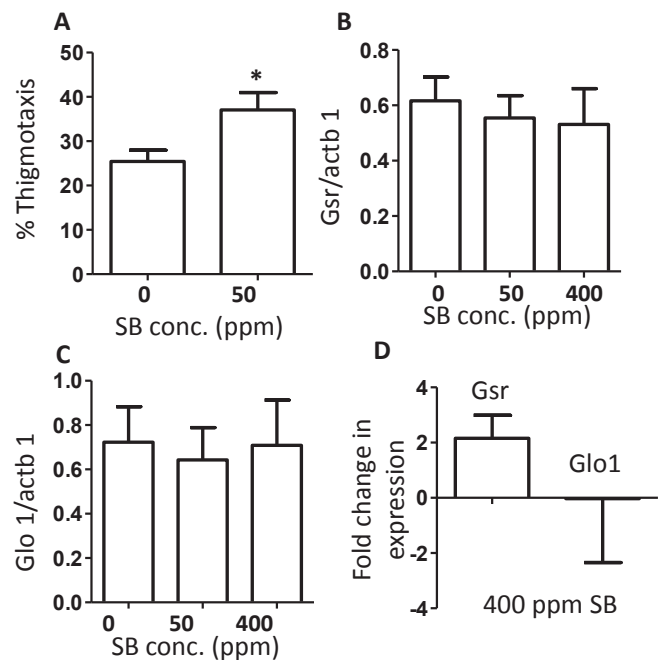 A
% Thigmotaxis
50
40
30
20
10
0
*
0 50
SB conc. (ppm)
B
Gsr/actb 1
0.8
0.6
0.4
0.2
0.0
0 50 400
SB conc. (ppm)
C
Glo 1/actb 1
1.0
0.8
0.6
0.4
0.2
0.0
0 50 400
SB conc. (ppm)
D
Fold change in
expression
4
2
0
-2
-4
Gsr
Glo1
400 ppm SB